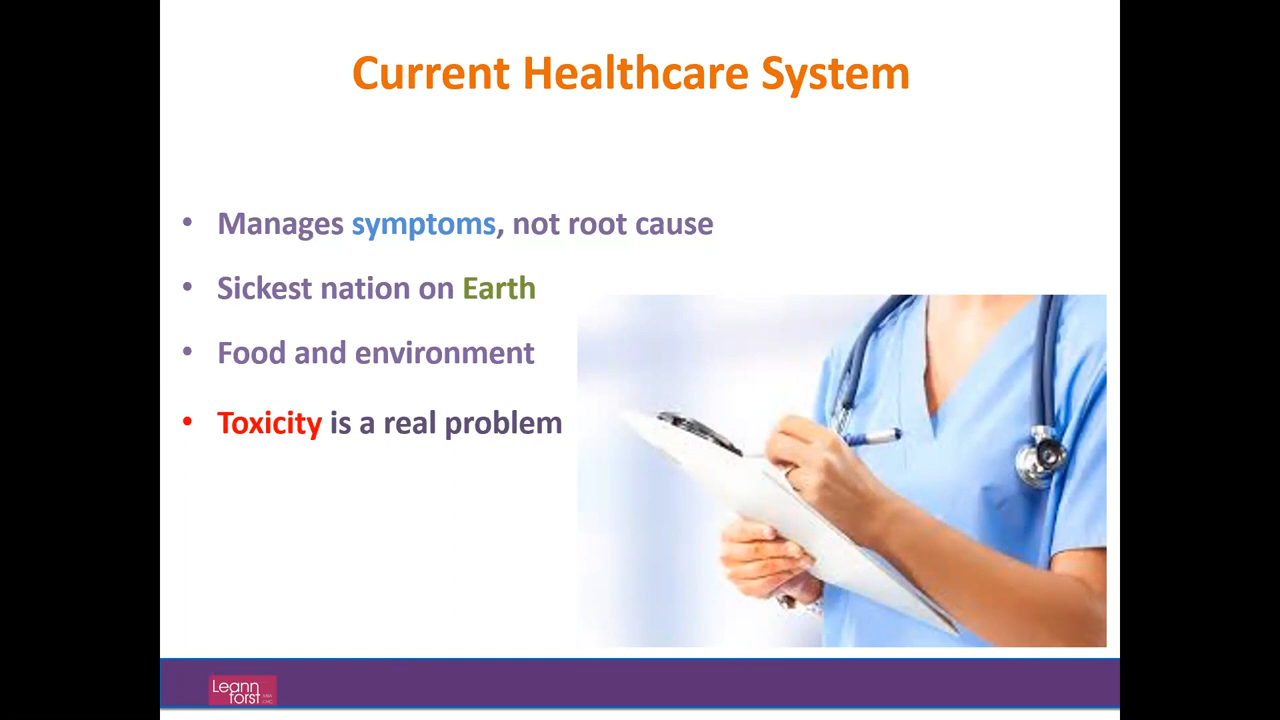 Current Healthcare System
• Manages symptoms, not root cause
• Sickest nation on Earth
• Food and environment
• Toxicity is a real problem
Leann
forst